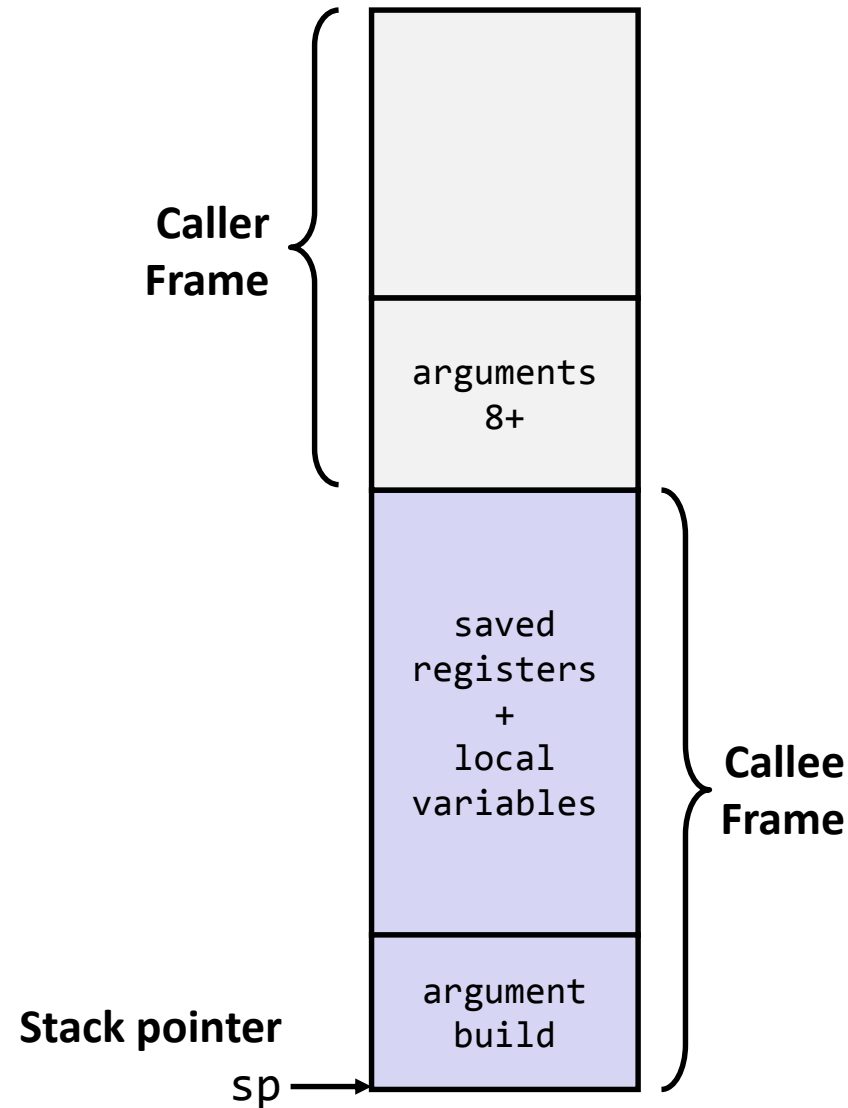 Caller
Frame
arguments
8+
saved
registers
+
local
variables
Callee
Frame
argument
build
Stack pointer
sp